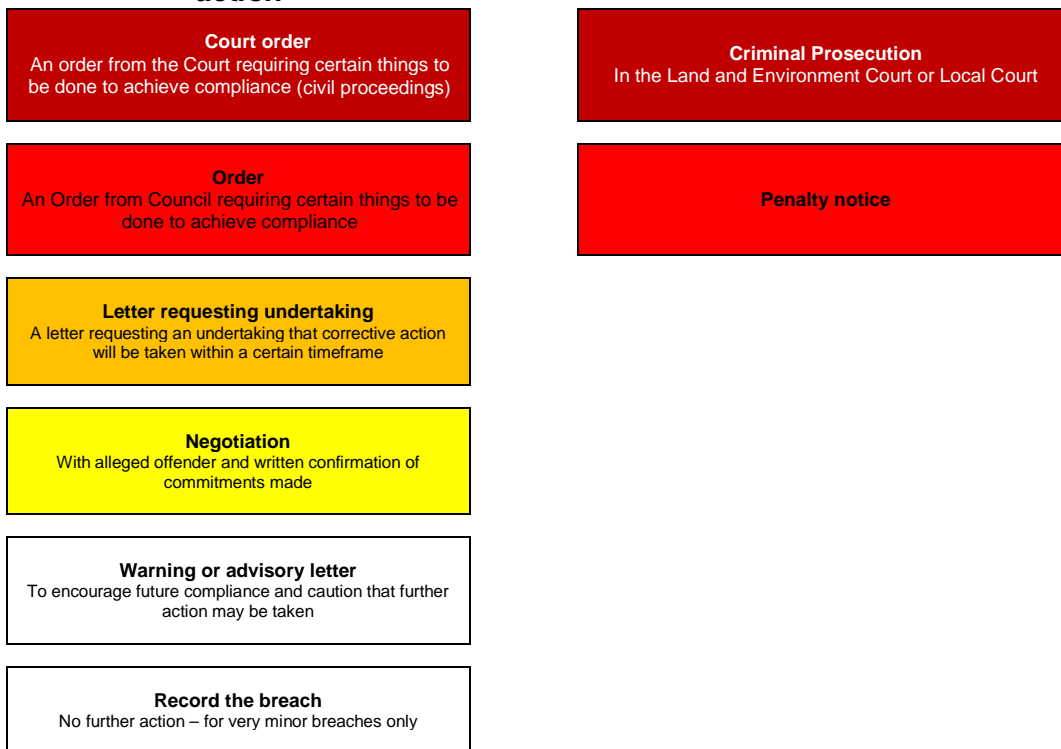 action
Court order
An order from the Court requiring certain things to
be done to achieve compliance (civil proceedings)
Criminal Prosecution
In the Land and Environment Court or Local Court
Order
An Order from Council requiring certain things to be
done to achieve compliance
Penalty notice
Letter requesting undertaking
A letter requesting an undertaking that corrective action
will be taken within a certain timeframe
Negotiation
With alleged offender and written confirmation of
commitments made
Warning or advisory letter
To encourage future compliance and caution that further
action may be taken
Record the breach
No further action – for very minor breaches only